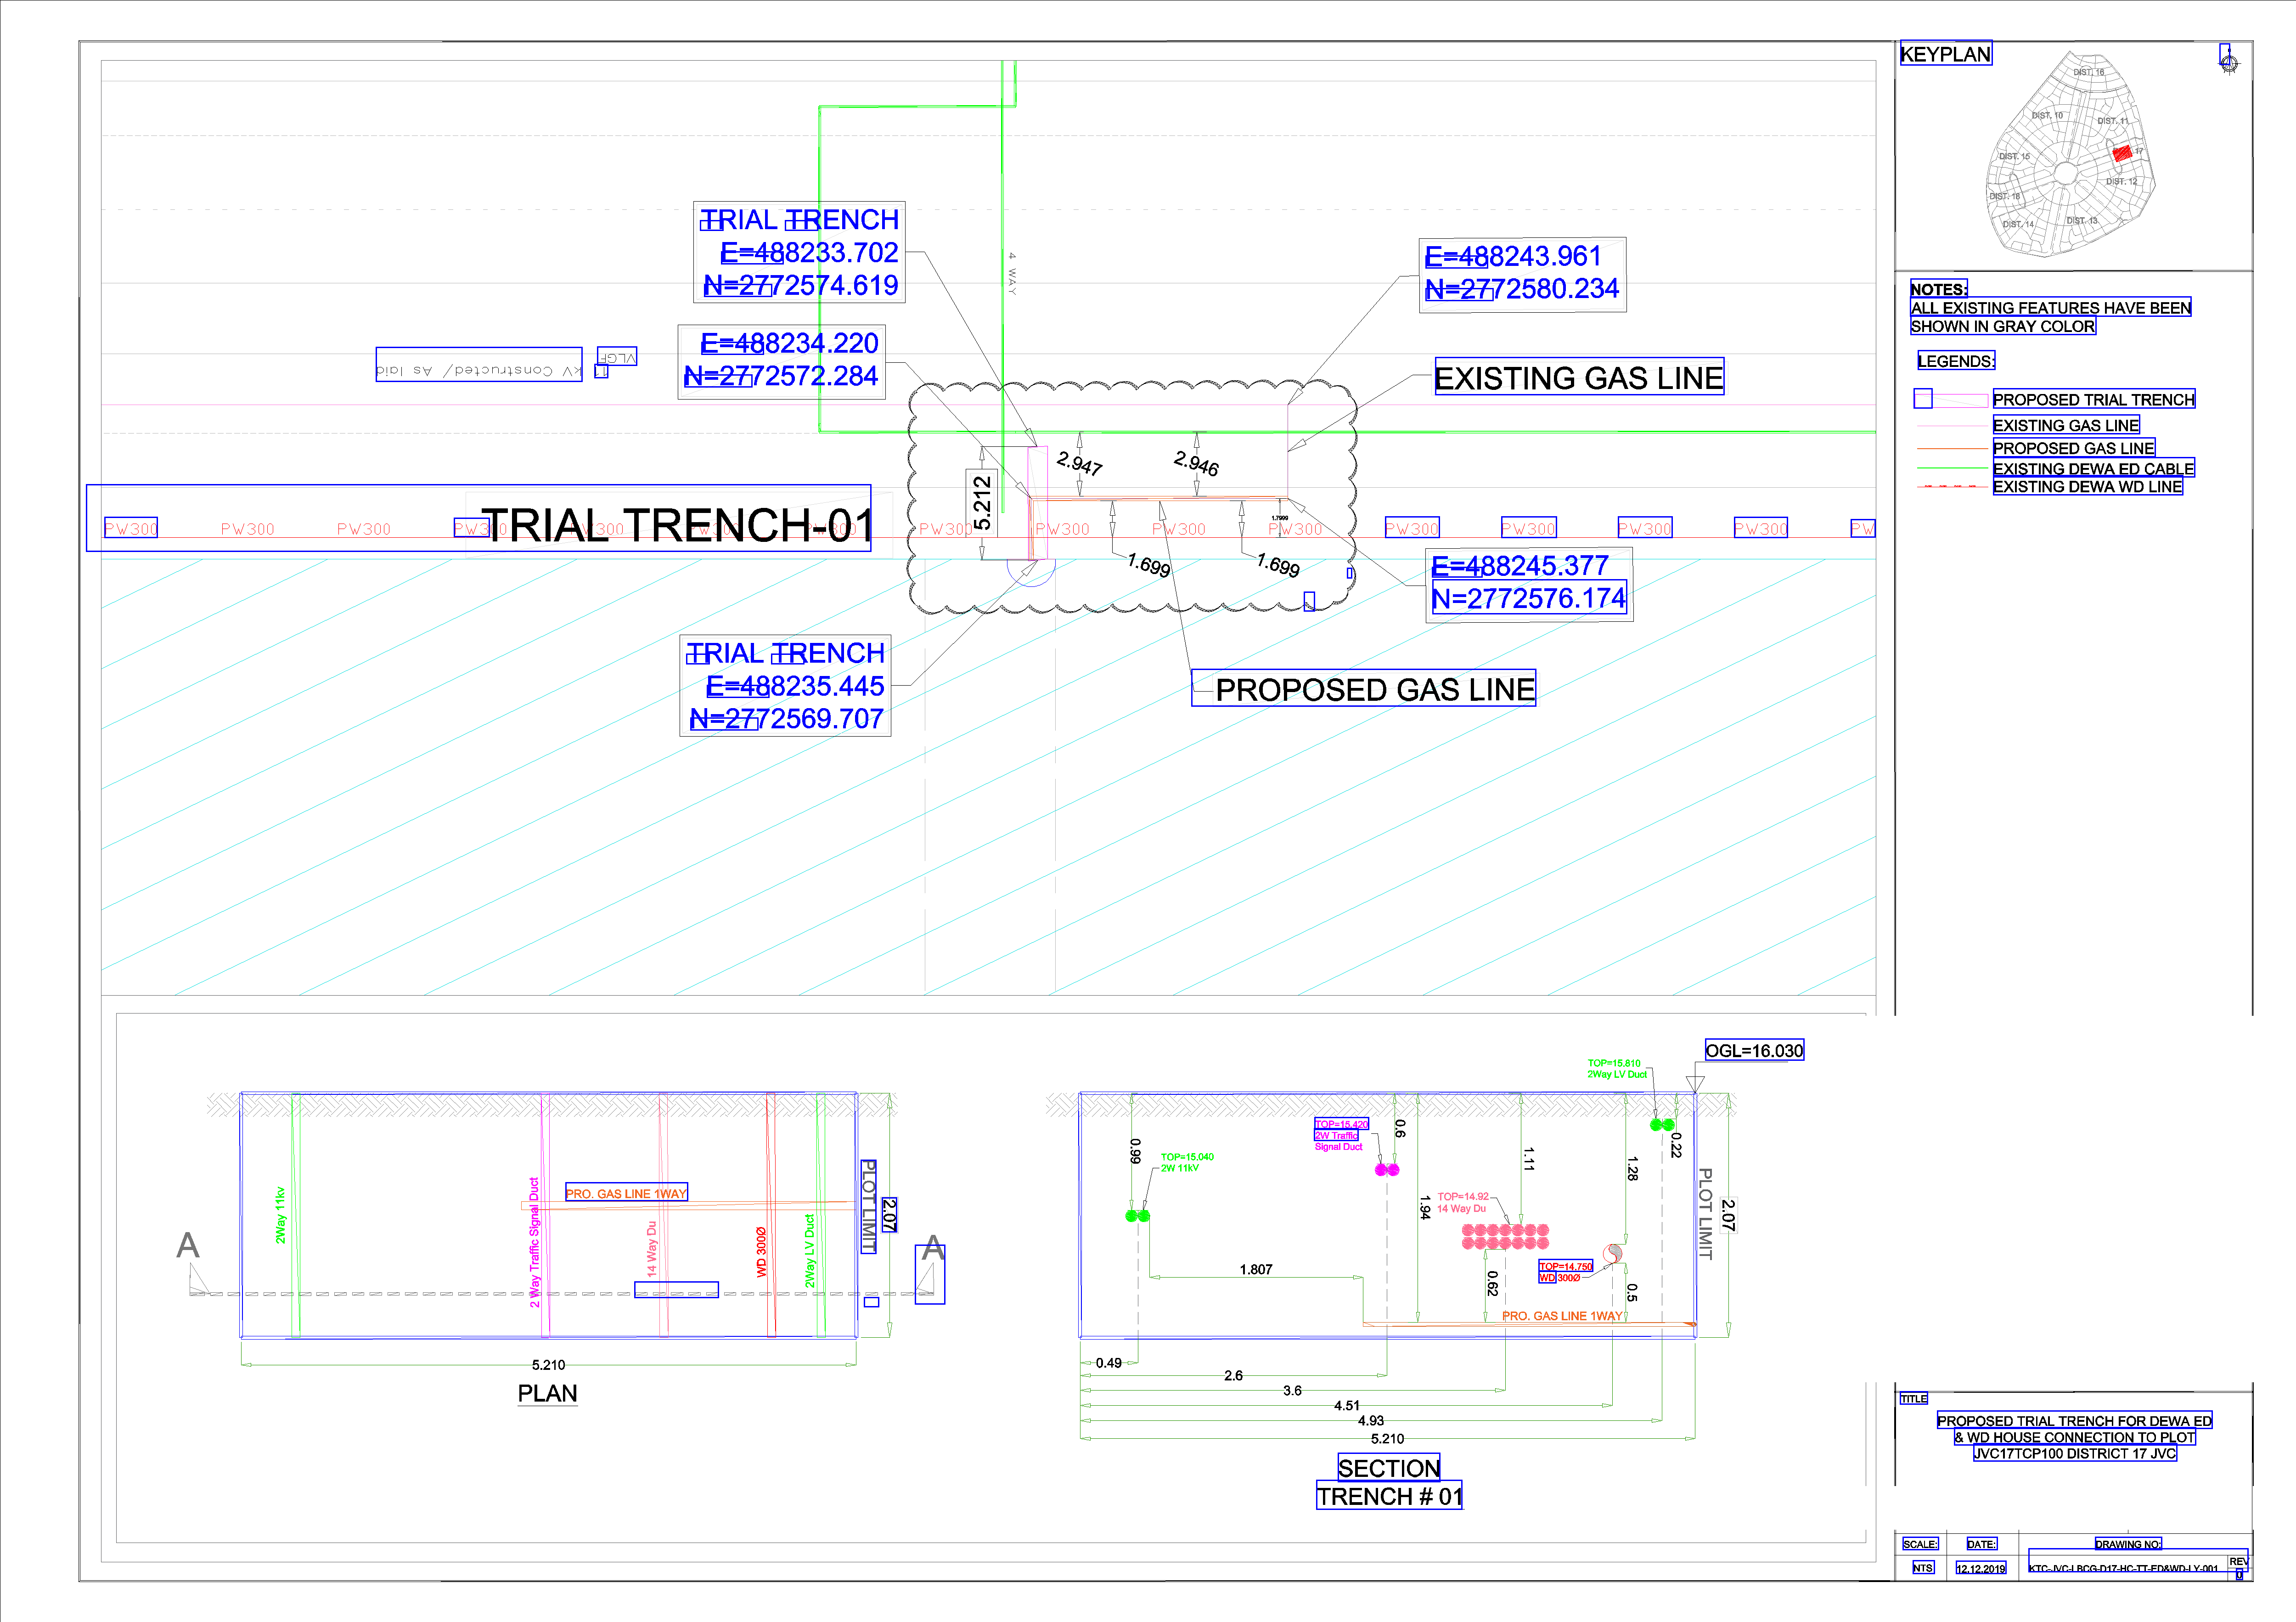 KEYPLAN
DIST. 16
DIST. 10
DIST. 11
DIST. 15
17
DIST. 12
DIST. 18
DIST. 13
DIST. 14
NOTES:
ALL EXISTING FEATURES HAVE BEEN
SHOWN IN GRAY COLOR
LEGENDS:
PROPOSED TRIAL TRENCH
EXISTING GAS LINE
PROPOSED GAS LINE
EXISTING DEWA ED CABLE
EXISTING DEWA WD LINE
TRIAL TRENCH
E=488233.702
N=2772574.619
4 WAY
E=488243.961
N=2772580.234
E=488234.220
N=2772572.284
VLGF
kV Constructed/ As laid
EXISTING GAS LINE
2.947
2.946
5.212
TRIAL TRENCH-01
PW300
PW300
PW300
PW300
PW300
PW300
PW300
PW300
PW300
PW300
PW300
PW300
PW300
PW300
PW
1.7999
1.699
1.699
E=488245.377
N=2772576.174
TRIAL TRENCH
E=488235.445
N=2772569.707
PROPOSED GAS LINE
2Way 11kv
2 Way Traffic Signal Duct
PRO. GAS LINE 1WAY
14 Way Du
WD 300Ø
2Way LV Duct
PLOT LIMIT
2.07
A
A
5.210
PLAN
OGL=16.030
TOP=15.810
2Way LV Duct
TOP=15.420
2W Traffic
Signal Duct
0.6
0.99
TOP=15.040
2W 11kV
1.11
1.28
0.22
1.94
TOP=14.92
14 Way Du
PLOT LIMIT
2.07
1.807
TOP=14.750
WD 300Ø
0.62
0.5
PRO. GAS LINE 1WAY
0.49
2.6
3.6
4.51
4.93
5.210
SECTION
TRENCH # 01
TITLE
PROPOSED TRIAL TRENCH FOR DEWA ED
& WD HOUSE CONNECTION TO PLOT
JVC17TCP100 DISTRICT 17 JVC
SCALE:
DATE:
DRAWING NO:
NTS
12.12.2019
KTC-JVC-LBCG-D17-HC-TT-ED&WD-LY-001
REV
0